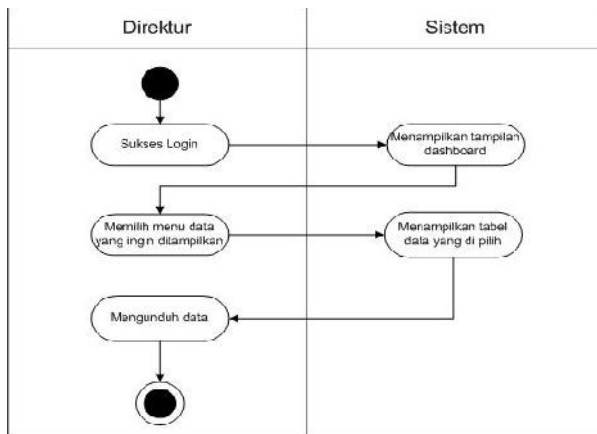 Direktur
Sistem
Sukses Login
Menampilkan tampilan
dashboard
Memilih menu data
yang ingin ditampilkan
Menampilkan tabel
data yang di pilih
Mengunduh data